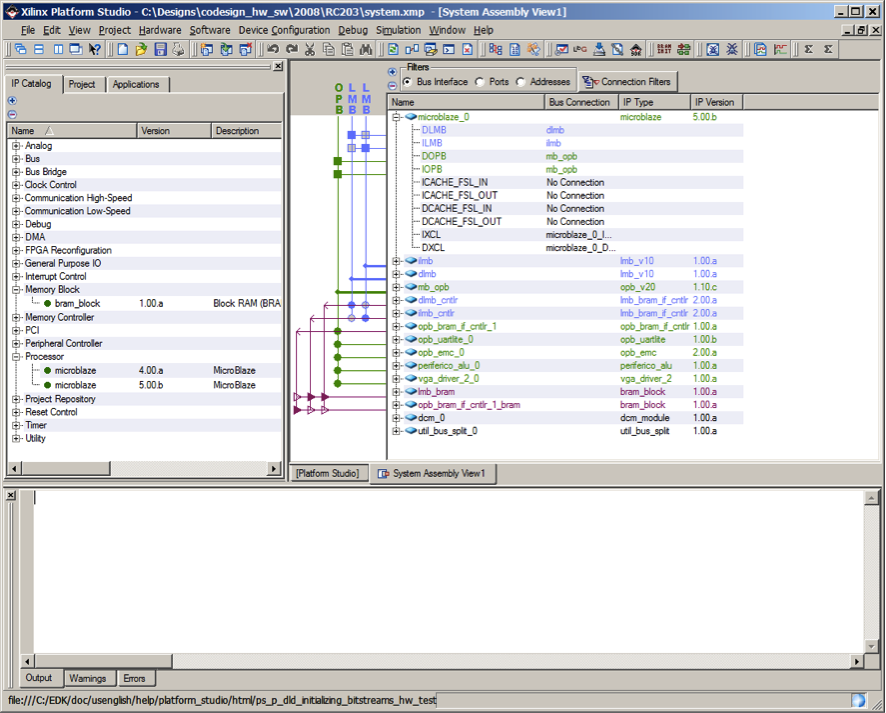 Xilinx Platform Studio - C:\Designs\codesign_hw_sw\2008\RC203\system.xmp - [System Assembly View1]
File Edit View Project Hardware Software Device Configuration Debug Simulation Window Help
IP Catalog Project Applications
Name Version Description
Analog
Bus
Bus Bridge
Clock Control
Communication High-Speed
Communication Low-Speed
Debug
DMA
FPGA Reconfiguration
General Purpose IO
Interrupt Control
Memory Block
bram_block 1.00.a Block RAM (BRA
Memory Controller
PCI
Peripheral Controller
Processor
microblaze 4.00.a MicroBlaze
microblaze 5.00.b MicroBlaze
Project Repository
Reset Control
Timer
Utility
OPB LMB LMB
Filters
Bus Interface Ports Addresses Connection Filters
Name Bus Connection IP Type IP Version
microblaze_0 microblaze 5.00.b
DLMB dlmb
ILMB ilmb
DOPB mb_opb
IOPB mb_opb
ICACHE_FSL_IN No Connection
ICACHE_FSL_OUT No Connection
DCACHE_FSL_IN No Connection
DCACHE_FSL_OUT No Connection
IXCL microblaze_0_I...
DXCL microblaze_0_D...
ilmb lmb_v10 1.00.a
dlmb lmb_v10 1.00.a
mb_opb opb_v20 1.10.c
dlmb_cntlr lmb_bram_if_cntlr 2.00.a
ilmb_cntlr lmb_bram_if_cntlr 2.00.a
opb_bram_if_cntlr_1 opb_bram_if_cntlr 1.00.a
opb_uartlite_0 opb_uartlite 1.00.b
opb_emc_0 opb_emc 2.00.a
periferico_alu_0 periferico_alu 1.00.a
vga_driver_2_0 vga_driver_2 1.00.a
lmb_bram bram_block 1.00.a
opb_bram_if_cntlr_1_bram bram_block 1.00.a
dcm_0 dcm_module 1.00.a
util_bus_split_0 util_bus_split 1.00.a
[Platform Studio] System Assembly View1
Output Warnings Errors
file:///C:/EDK/doc/usenglish/help/platform_studio/html/ps_p_dld_initializing_bitstreams_hw_test